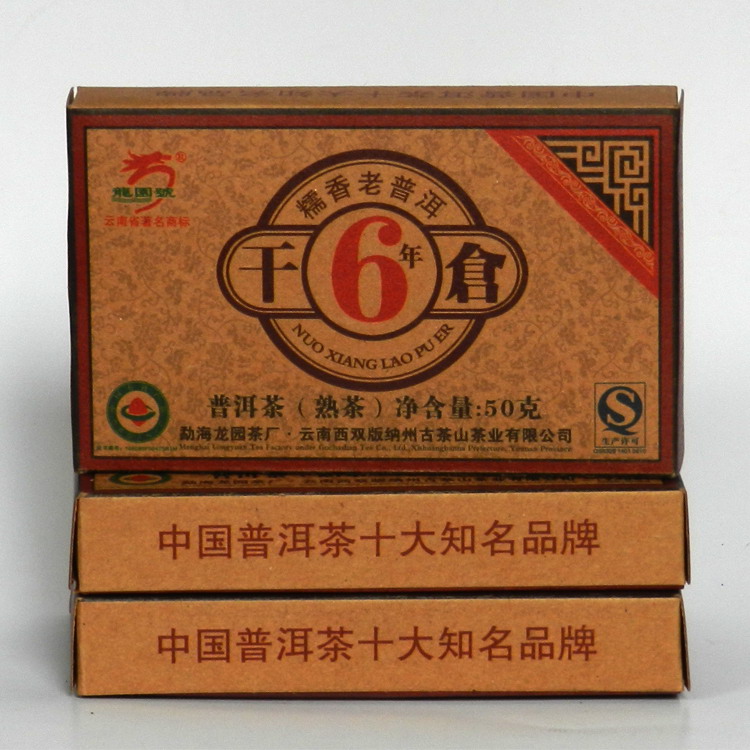 龍園號®
云南省著名商标
糯香老普洱
干6年倉
NUO XIANG LAO PU ER
普洱茶（熟茶）净含量:50克
勐海龙园茶厂·云南西双版纳州古茶山茶业有限公司
S
生产许可
中国普洱茶十大知名品牌
中国普洱茶十大知名品牌